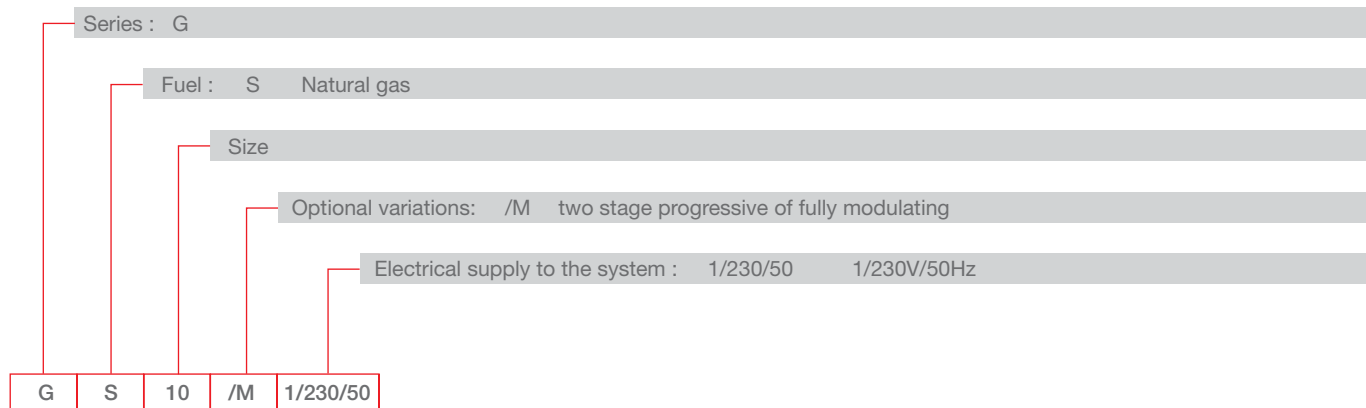 Series : G
Fuel : S Natural gas
Size
Optional variations: /M two stage progressive of fully modulating
Electrical supply to the system : 1/230/50 1/230V/50Hz
G S 10 /M 1/230/50